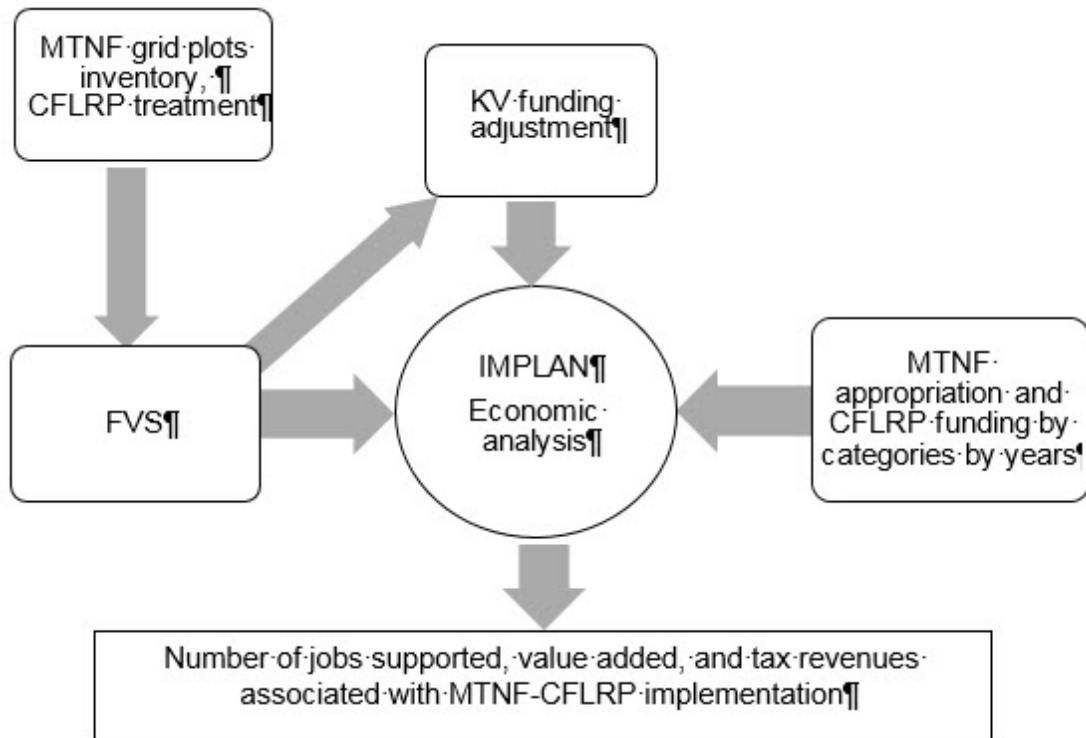 MTNF·grid·plots·
inventory,·¶
CFLRP·treatment¶
KV·funding·
adjustment¶
FVS¶
IMPLAN¶
Economic·
analysis¶
MTNF·
appropriation·and·
CFLRP·funding·by·
categories·by·years¶
Number·of·jobs·supported,·value·added,·and·tax·revenues·
associated·with·MTNF-CFLRP·implementation¶